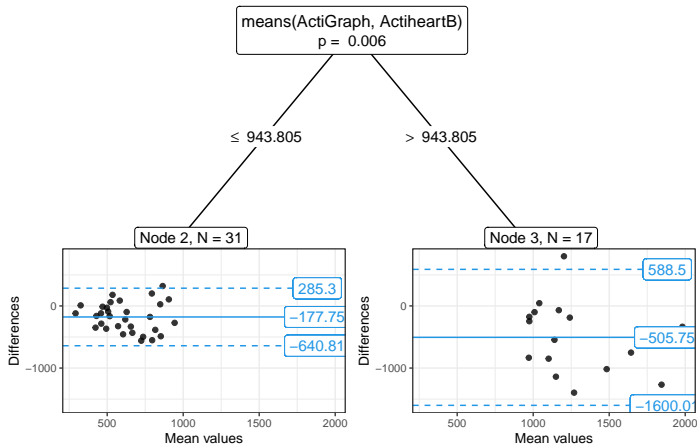 means(ActiGraph, ActiheartB)
p = 0.006
≤ 943.805
> 943.805
Node 2, N = 31
Node 3, N = 17
285.3
−177.75
−640.81
0
−1000
Differences
500
1000
1500
2000
Mean values
588.5
−505.75
−1600.01
0
−1000
Differences
500
1000
1500
2000
Mean values